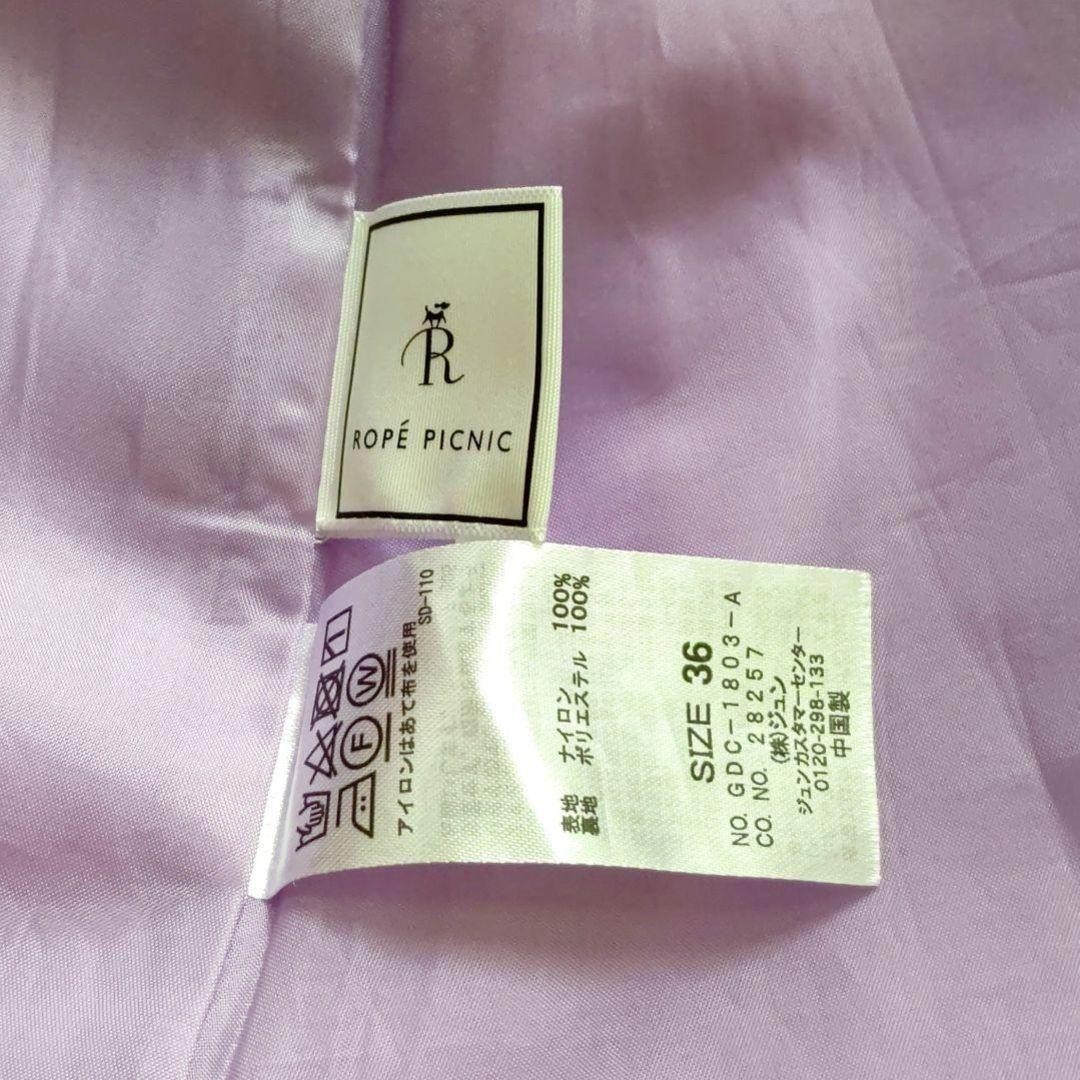 R
ROPÉ PICNIC
F W
アイロンはあて布を使用
SD-110
表地 ナイロン 100%
裏地 ポリエステル 100%
SIZE 36
NO. GDC-1803-A
CO. NO. 28257
(株)ジュン
ジュンカスタマーセンター
0120-298-133
中国製